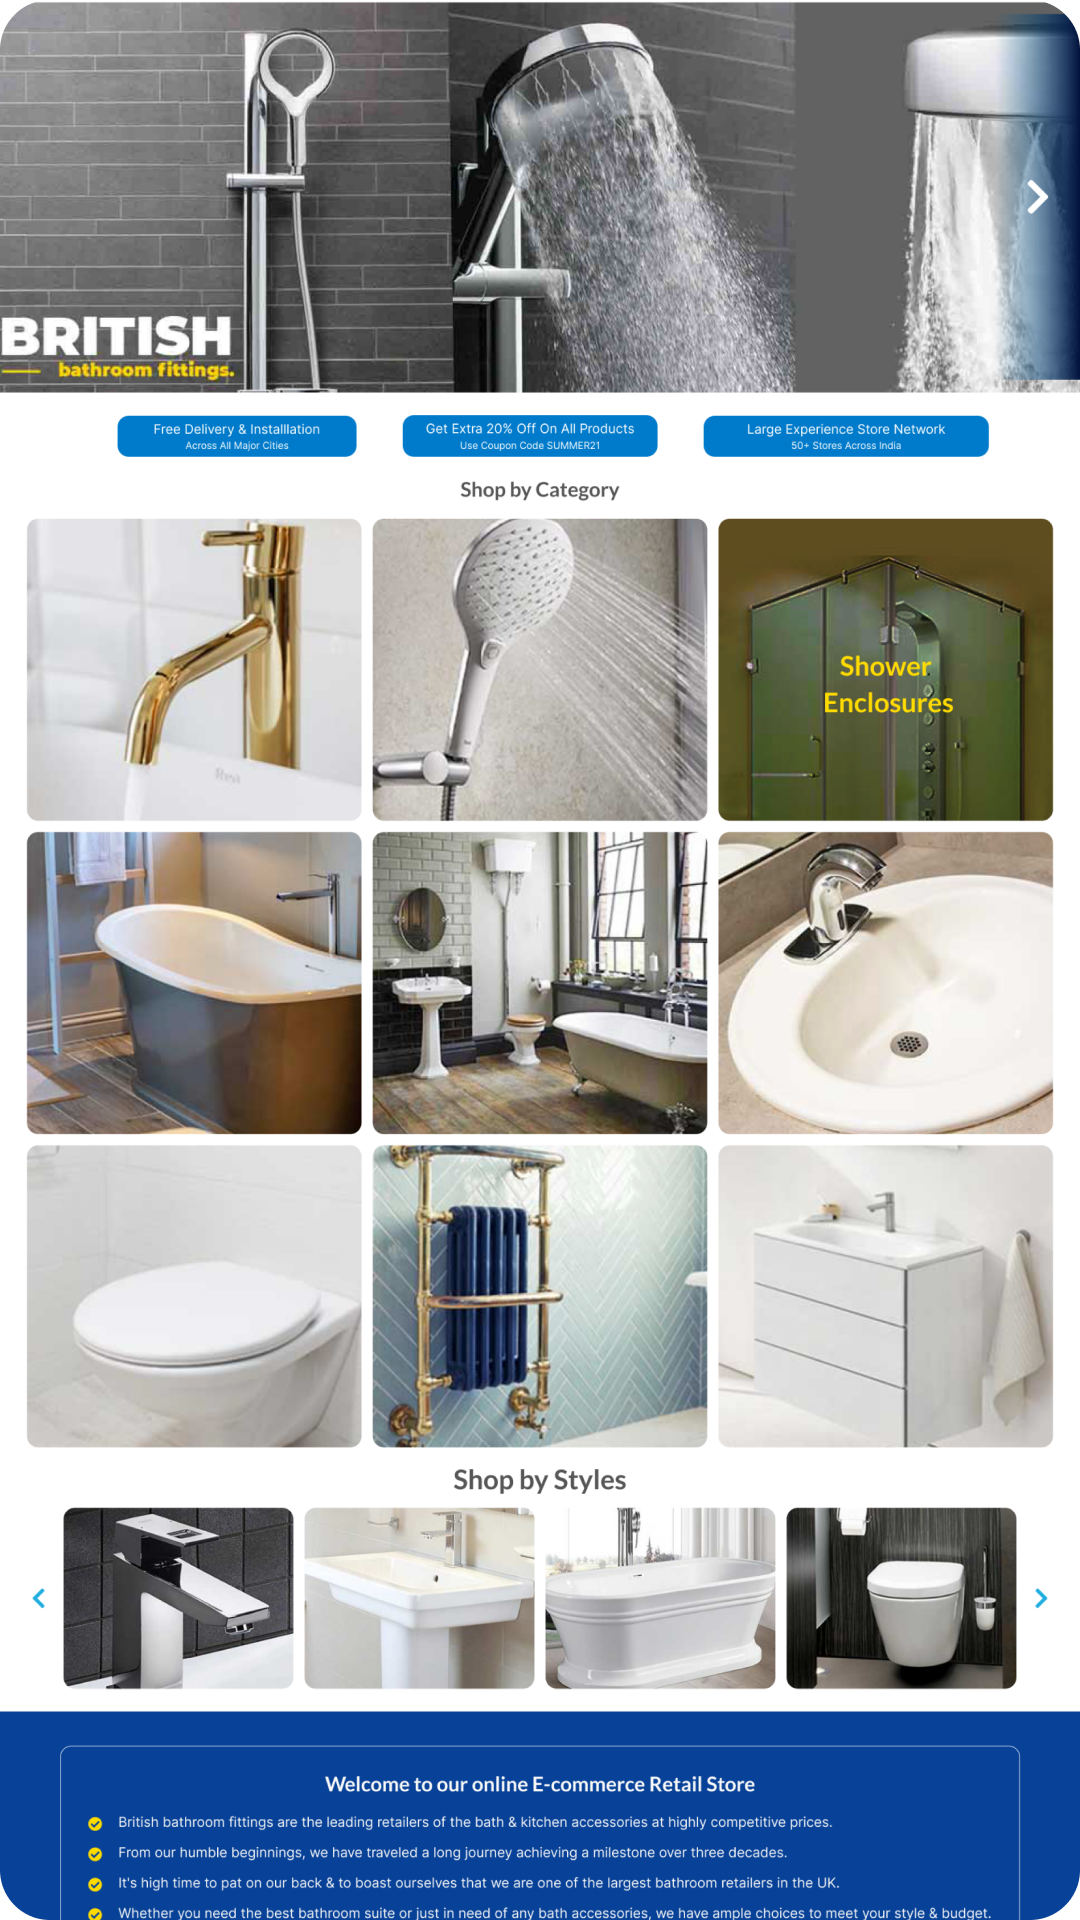 BRITISH
bathroom fittings.
Free Delivery & Installlation
Across All Major Cities
Get Extra 20% Off On All Products
Use Coupon Code SUMMER21
Large Experience Store Network
50+ Stores Across India
Shop by Category
Shower
Enclosures
Shop by Styles
Welcome to our online E-commerce Retail Store
British bathroom fittings are the leading retailers of the bath & kitchen accessories at highly competitive prices.
From our humble beginnings, we have traveled a long journey achieving a milestone over three decades.
It's high time to pat on our back & to boast ourselves that we are one of the largest bathroom retailers in the UK.
Whether you need the best bathroom suite or just in need of any bath accessories, we have ample choices to meet your style & budget.